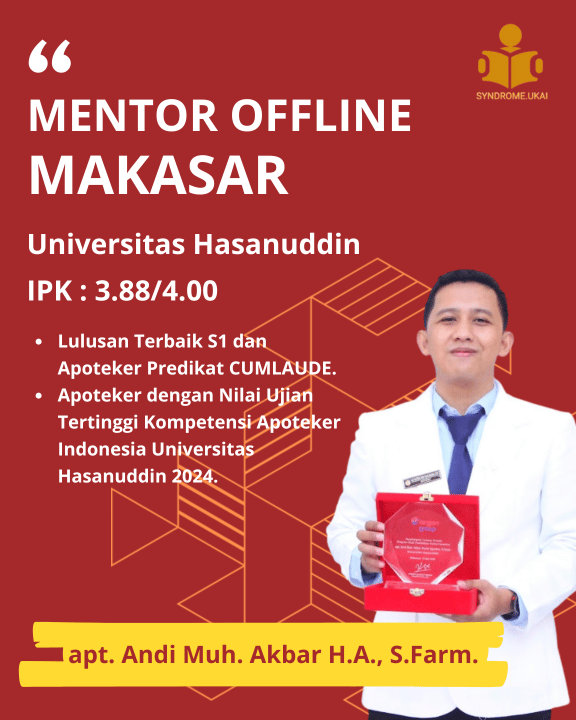 “
SYNDROME.UKAI
MENTOR OFFLINE
MAKASAR
Universitas Hasanuddin
IPK : 3.88/4.00
• Lulusan Terbaik S1 dan
Apoteker Predikat CUMLAUDE.
• Apoteker dengan Nilai Ujian
Tertinggi Kompetensi Apoteker
Indonesia Universitas
Hasanuddin 2024.
apt. Andi Muh. Akbar H.A., S.Farm.